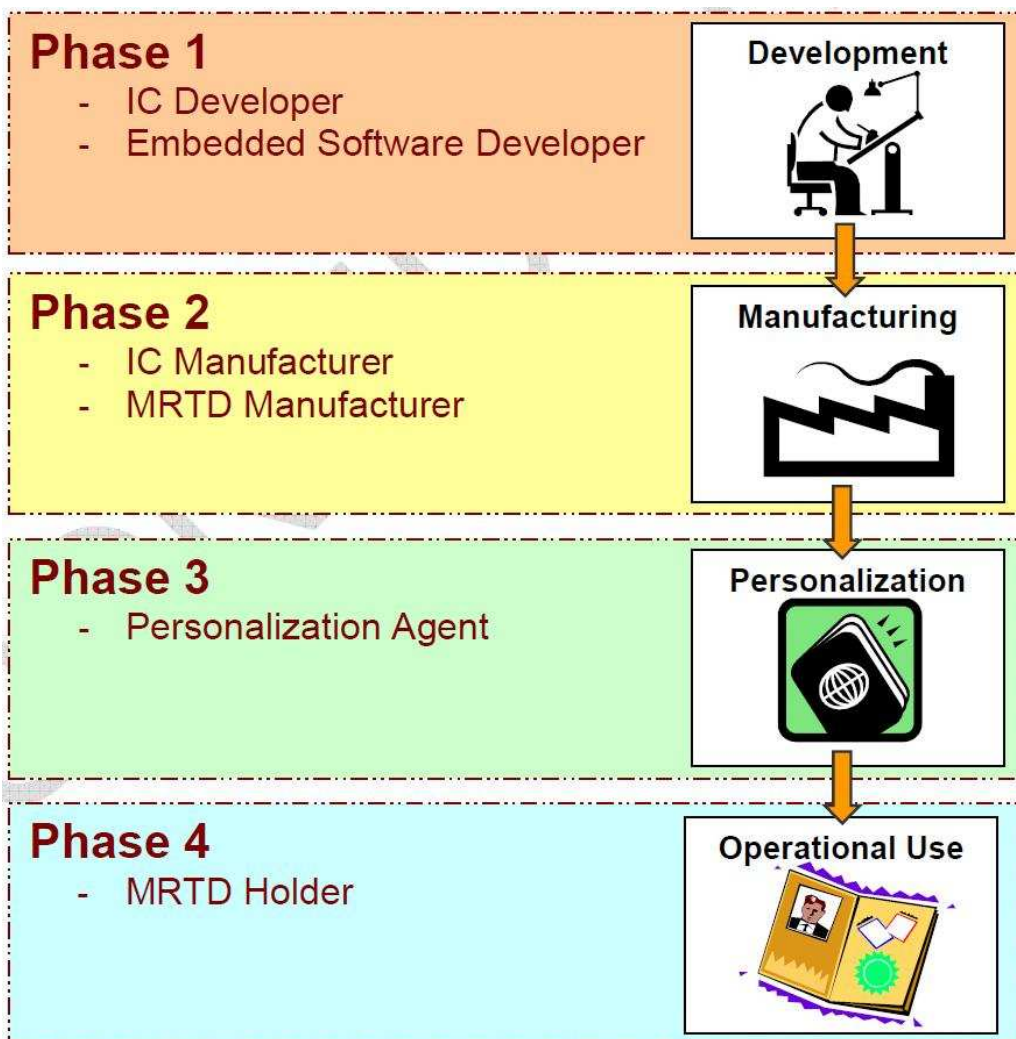 Phase 1
- IC Developer
- Embedded Software Developer
Development
Phase 2
- IC Manufacturer
- MRTD Manufacturer
Manufacturing
Phase 3
- Personalization Agent
Personalization
Phase 4
- MRTD Holder
Operational Use